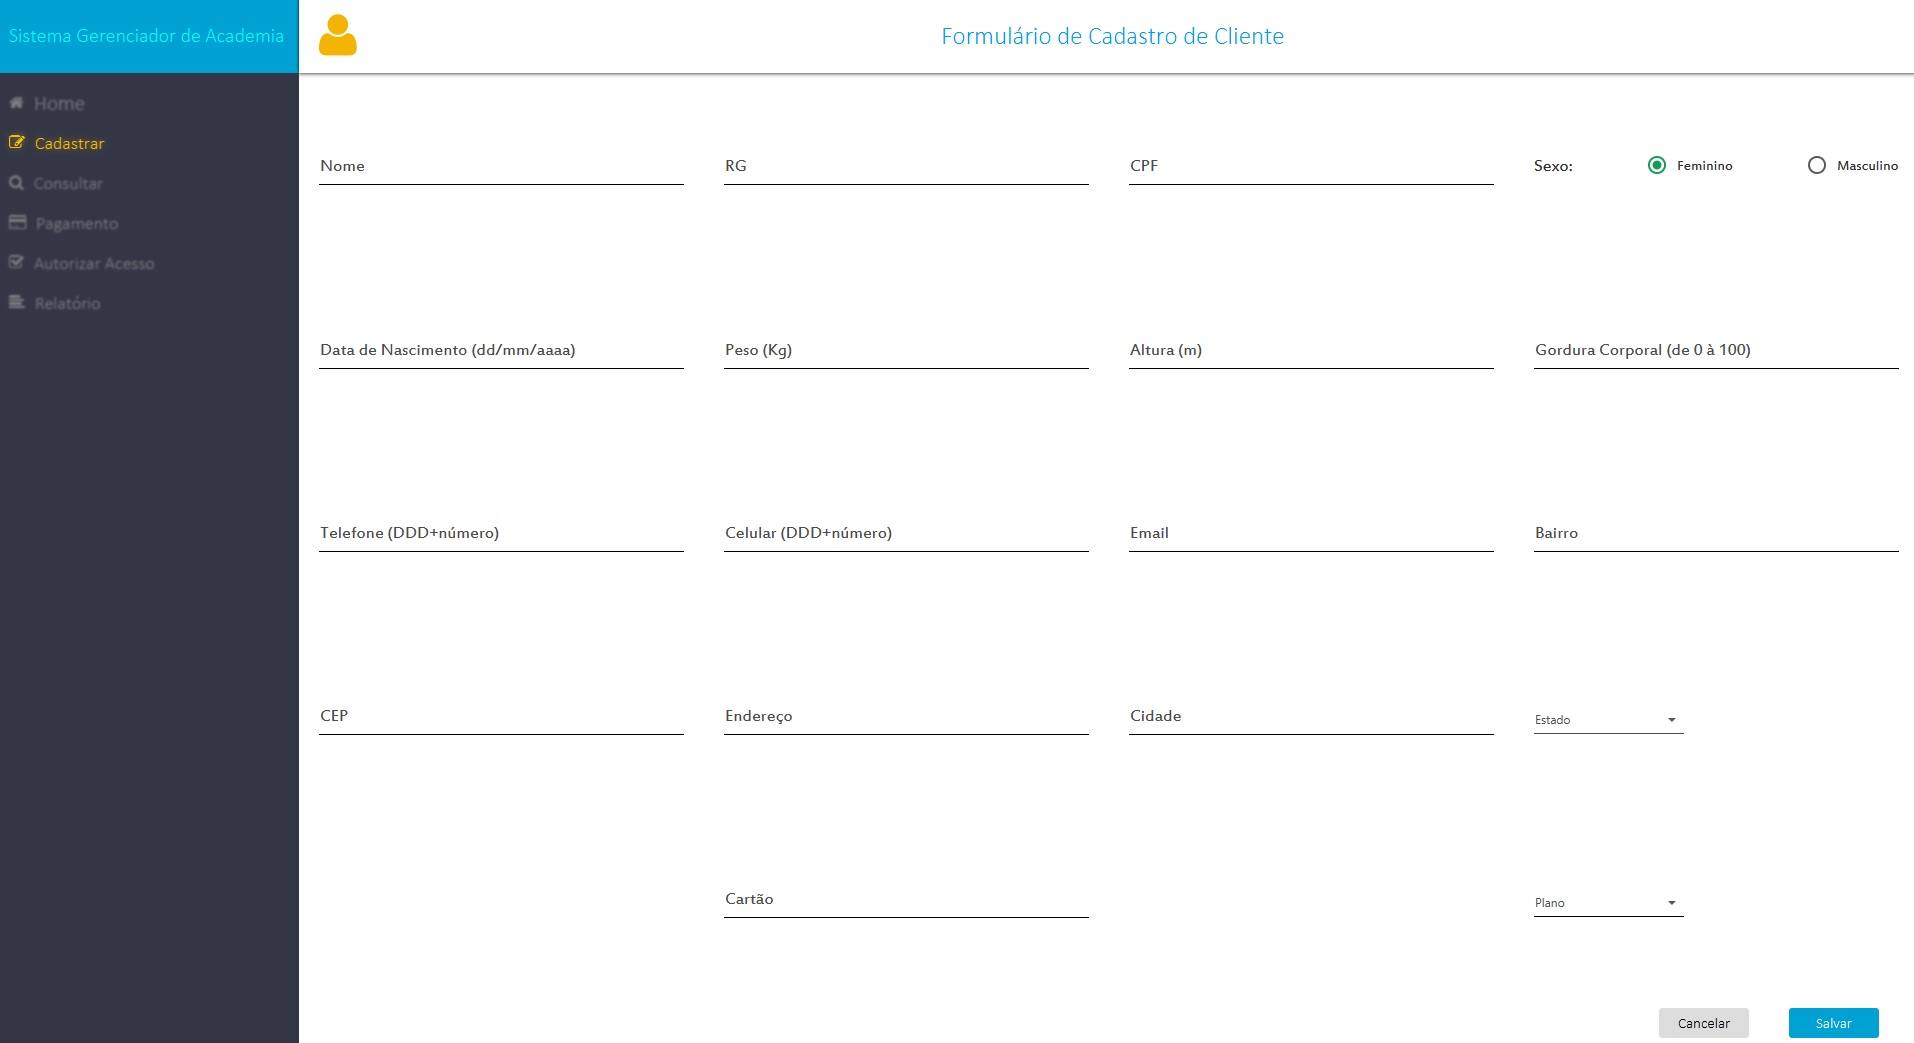 Sistema Gerenciador de Academia
Formulário de Cadastro de Cliente
Home
Cadastrar
Consultar
Pagamento
Autorizar Acesso
Relatório
Nome
RG
CPF
Sexo:
Feminino
Masculino
Data de Nascimento (dd/mm/aaaa)
Peso (Kg)
Altura (m)
Gordura Corporal (de 0 à 100)
Telefone (DDD+número)
Celular (DDD+número)
Email
Bairro
CEP
Endereço
Cidade
Estado
Cartão
Plano
Cancelar
Salvar